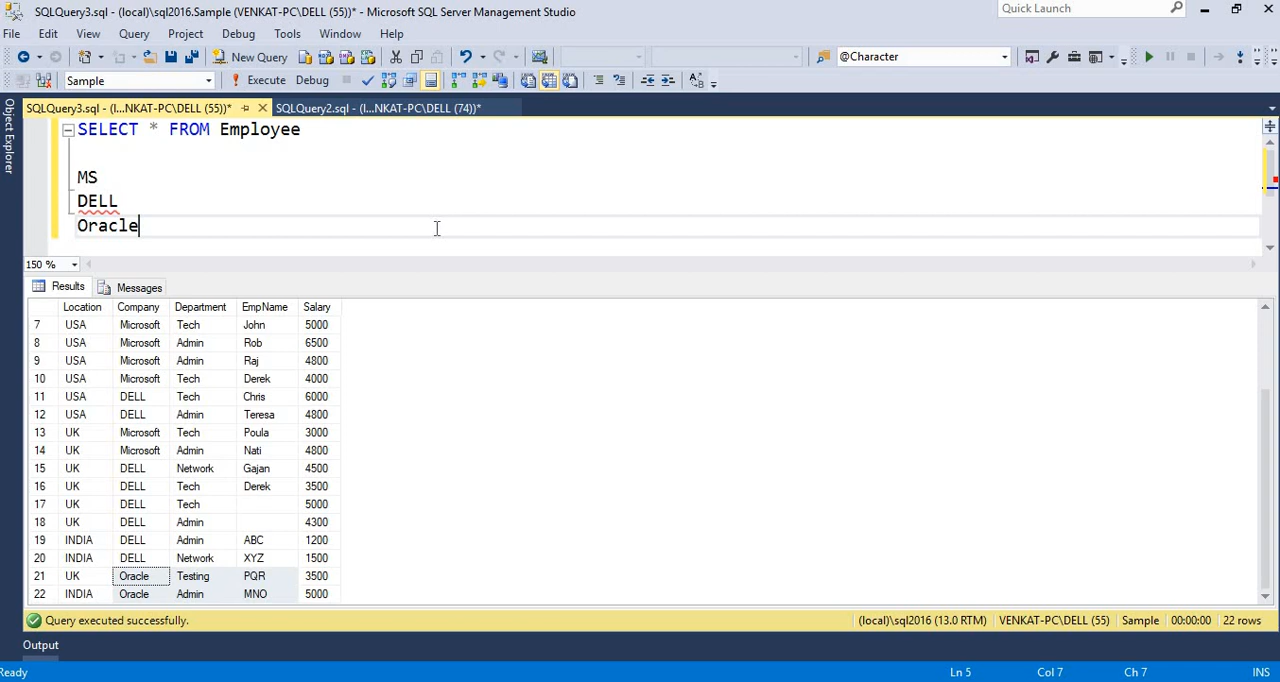 SQLQuery3.sql - (local)\sql2016.Sample (VENKAT-PC\DELL (55))* - Microsoft SQL Server Management Studio
Quick Launch
File Edit View Query Project Debug Tools Window Help
New Query @Character
Sample Execute Debug
SQLQuery3.sql - (l...NKAT-PC\DELL (55))* SQLQuery2.sql - (l...NKAT-PC\DELL (74))*
Object Explorer
SELECT * FROM Employee
MS
DELL
Oracle
150 %
Results Messages
Location Company Department EmpName Salary
7 USA Microsoft Tech John 5000
8 USA Microsoft Admin Rob 6500
9 USA Microsoft Admin Raj 4800
10 USA Microsoft Tech Derek 4000
11 USA DELL Tech Chris 6000
12 USA DELL Admin Teresa 4800
13 UK Microsoft Tech Poula 3000
14 UK Microsoft Admin Nati 4800
15 UK DELL Network Gajan 4500
16 UK DELL Tech Derek 3500
17 UK DELL Tech 5000
18 UK DELL Admin 4300
19 INDIA DELL Admin ABC 1200
20 INDIA DELL Network XYZ 1500
21 UK Oracle Testing PQR 3500
22 INDIA Oracle Admin MNO 5000
Query executed successfully. (local)\sql2016 (13.0 RTM) VENKAT-PC\DELL (55) Sample 00:00:00 22 rows
Output
Ready Ln 5 Col 7 Ch 7 INS